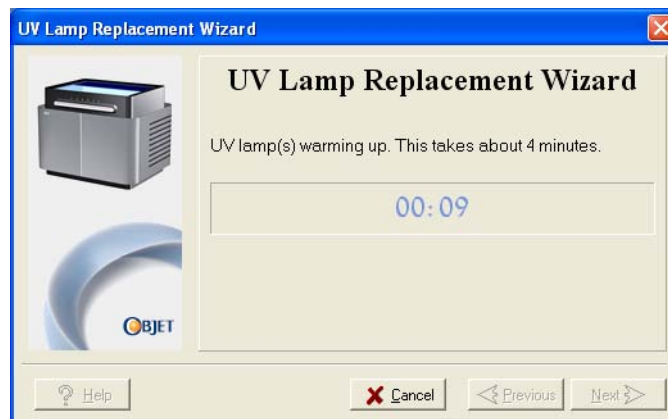 UV Lamp Replacement Wizard
UV Lamp Replacement Wizard
UV lamp(s) warming up. This takes about 4 minutes.
00:09
OBJET
Help
Cancel
Previous
Next